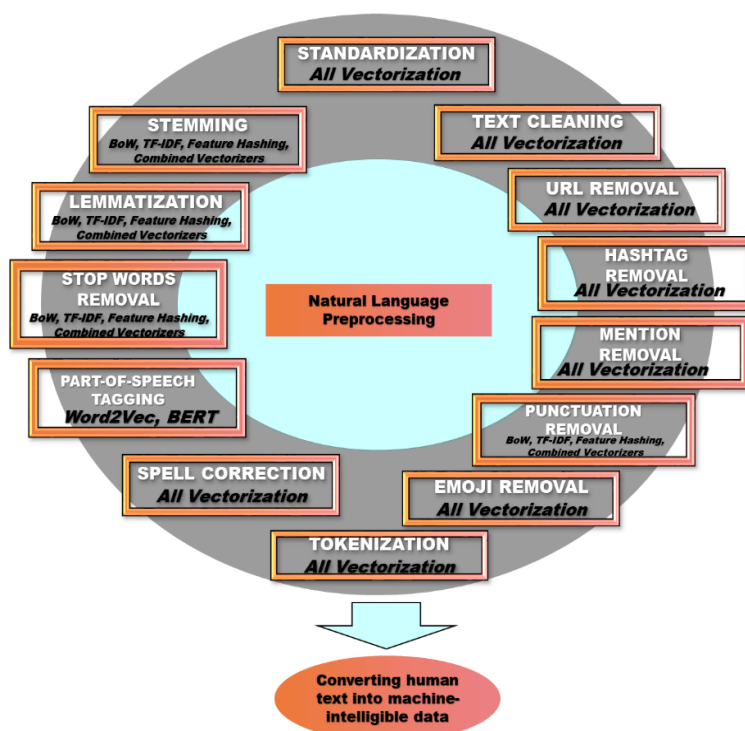 STANDARDIZATION
All Vectorization
TEXT CLEANING
All Vectorization
URL REMOVAL
All Vectorization
HASHTAG
REMOVAL
All Vectorization
MENTION
REMOVAL
All Vectorization
PUNCTUATION
REMOVAL
BoW, TF-IDF, Feature Hashing,
Combined Vectorizers
EMOJI REMOVAL
All Vectorization
TOKENIZATION
All Vectorization
SPELL CORRECTION
All Vectorization
PART-OF-SPEECH
TAGGING
Word2Vec, BERT
STOP WORDS
REMOVAL
BoW, TF-IDF, Feature Hashing,
Combined Vectorizers
LEMMATIZATION
BoW, TF-IDF, Feature Hashing,
Combined Vectorizers
STEMMING
BoW, TF-IDF, Feature Hashing,
Combined Vectorizers
Natural Language
Preprocessing
Converting human
text into machine-
intelligible data